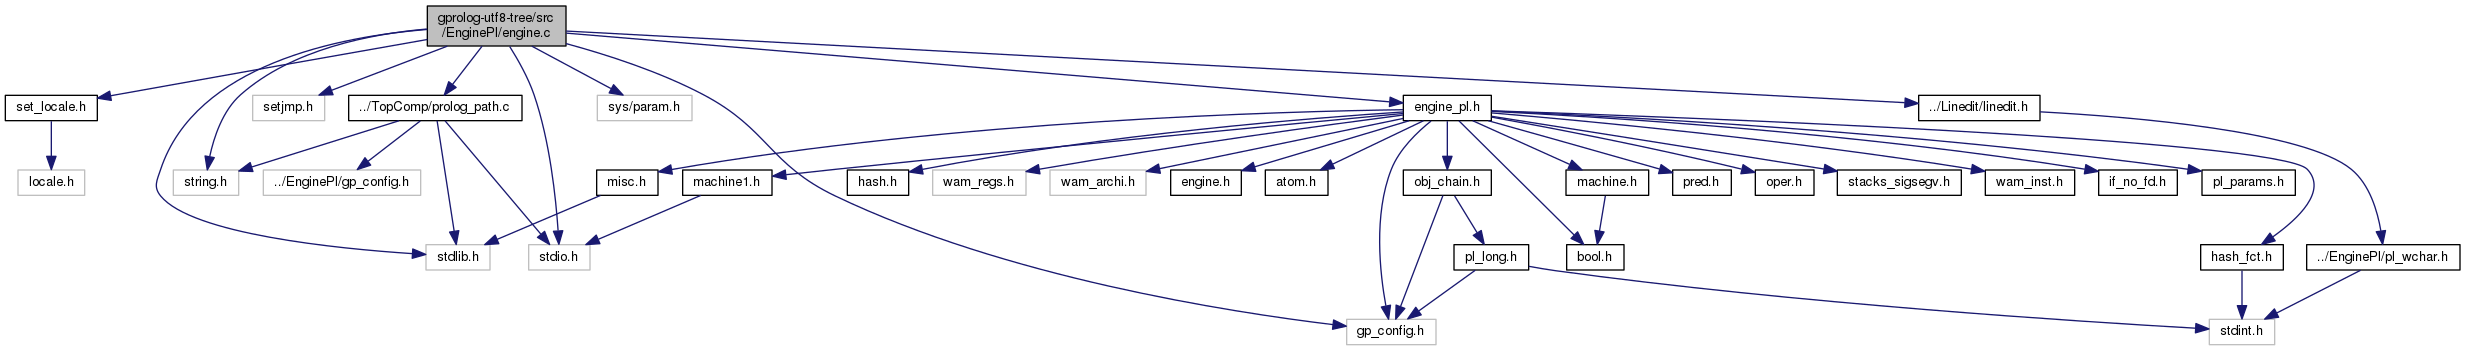 gprolog-utf8-tree/src
/EnginePl/engine.c
set_locale.h
setjmp.h
../TopComp/prolog_path.c
sys/param.h
engine_pl.h
../Linedit/linedit.h
locale.h
string.h
../EnginePl/gp_config.h
misc.h
machine1.h
hash.h
wam_regs.h
wam_archi.h
engine.h
atom.h
obj_chain.h
machine.h
pred.h
oper.h
stacks_sigsegv.h
wam_inst.h
if_no_fd.h
pl_params.h
stdlib.h
stdio.h
pl_long.h
bool.h
hash_fct.h
../EnginePl/pl_wchar.h
gp_config.h
stdint.h